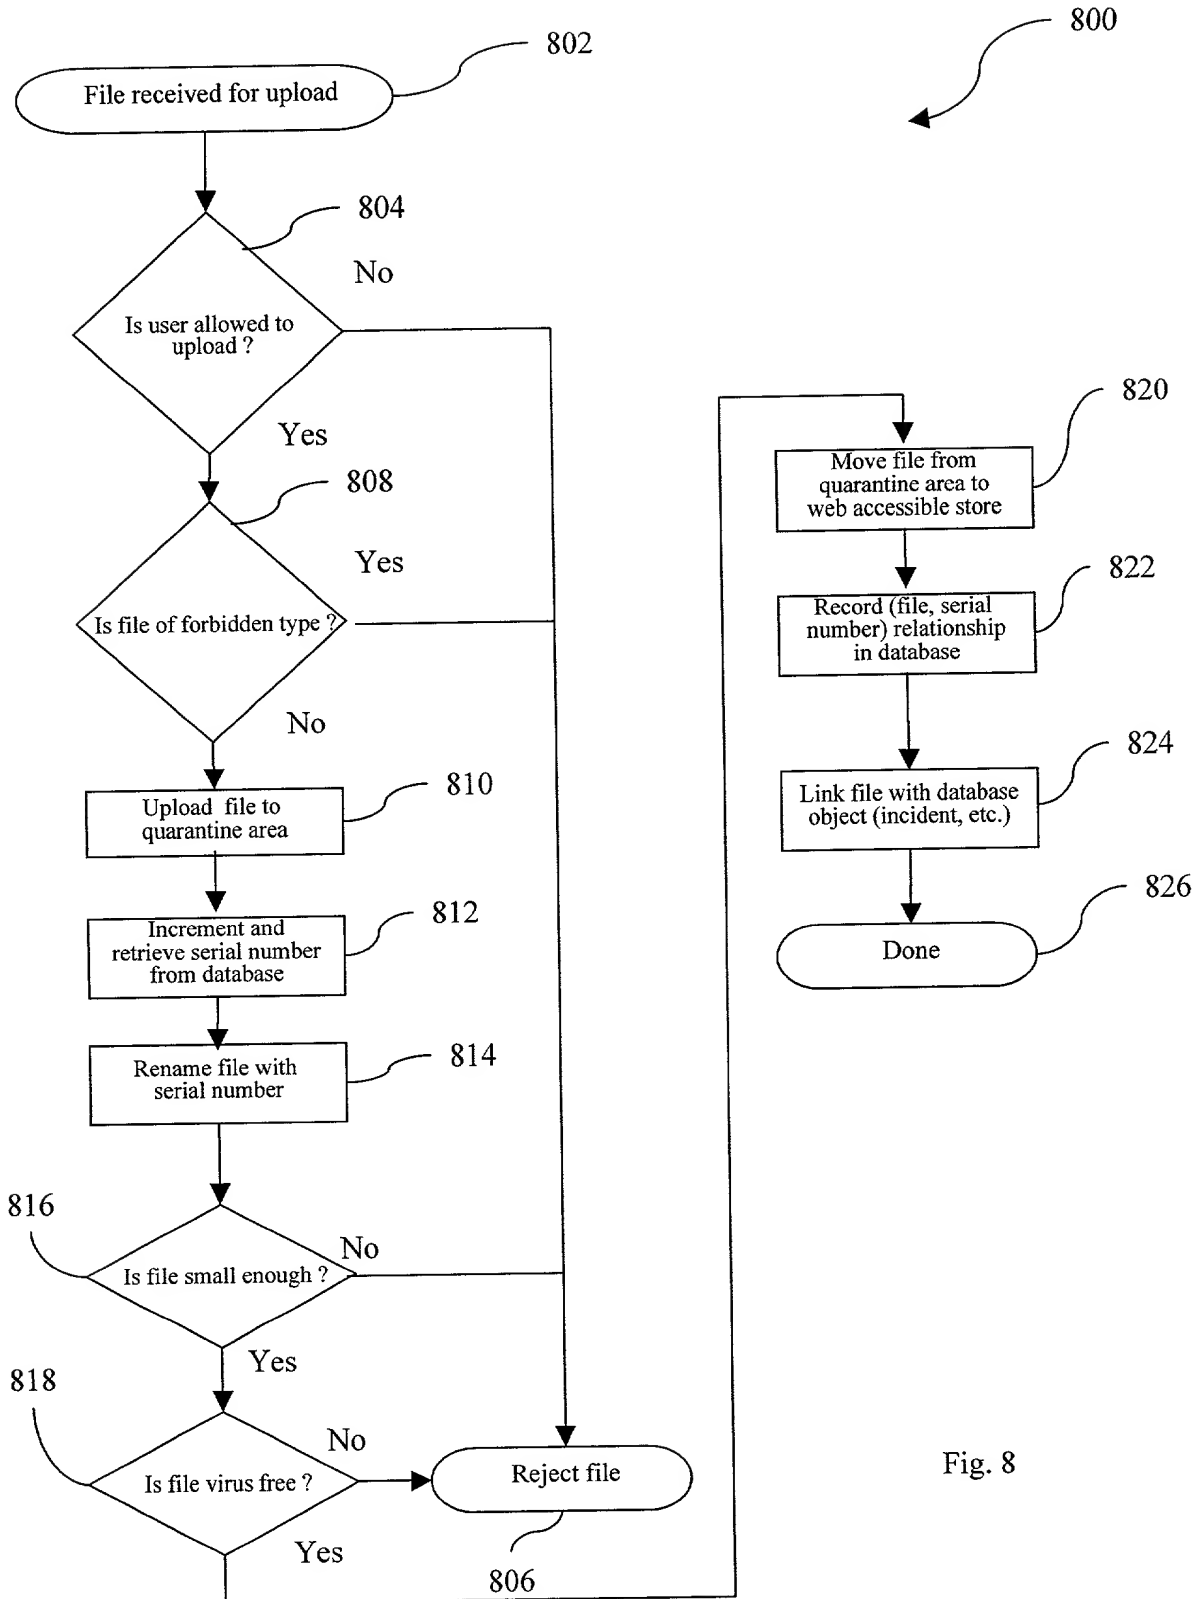 800
802
File received for upload
804
No
Is user allowed to
upload ?
Yes
808
Yes
Is file of forbidden type ?
No
810
Upload  file to
quarantine area
812
Increment and
retrieve serial number
from database
814
Rename file with
serial number
816
No
Is file small enough ?
Yes
818
No
Is file virus free ?
Yes
Reject file
806
820
Move file from
quarantine area to
web accessible store
822
Record (file, serial
number) relationship
in database
824
Link file with database
object (incident, etc.)
826
Done
Fig. 8